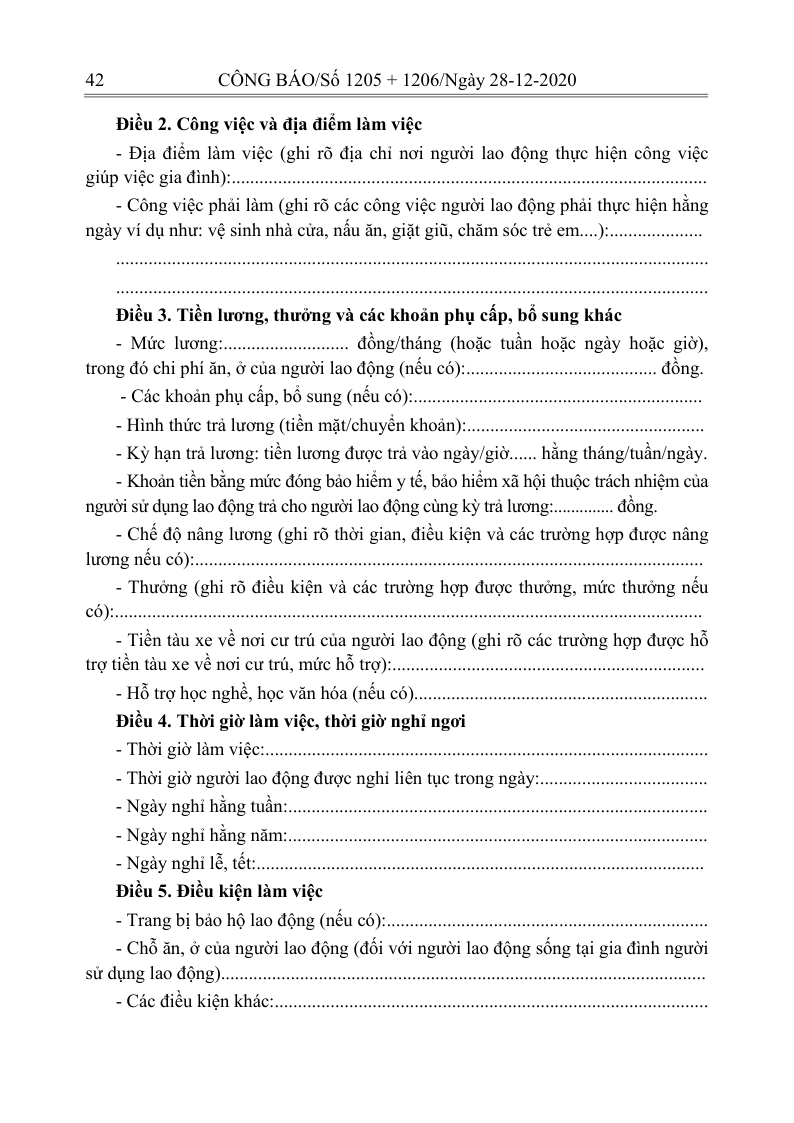 42 CÔNG BÁO/Số 1205 + 1206/Ngày 28-12-2020
Điều 2. Công việc và địa điểm làm việc
- Địa điểm làm việc (ghi rõ địa chỉ nơi người lao động thực hiện công việc
giúp việc gia đình):.......................................................................................................
- Công việc phải làm (ghi rõ các công việc người lao động phải thực hiện hằng
ngày ví dụ như: vệ sinh nhà cửa, nấu ăn, giặt giũ, chăm sóc trẻ em....):....................
................................................................................................................................
................................................................................................................................
Điều 3. Tiền lương, thưởng và các khoản phụ cấp, bổ sung khác
- Mức lương:........................... đồng/tháng (hoặc tuần hoặc ngày hoặc giờ),
trong đó chi phí ăn, ở của người lao động (nếu có):......................................... đồng.
- Các khoản phụ cấp, bổ sung (nếu có):..............................................................
- Hình thức trả lương (tiền mặt/chuyển khoản):...................................................
- Kỳ hạn trả lương: tiền lương được trả vào ngày/giờ...... hằng tháng/tuần/ngày.
- Khoản tiền bằng mức đóng bảo hiểm y tế, bảo hiểm xã hội thuộc trách nhiệm của
người sử dụng lao động trả cho người lao động cùng kỳ trả lương:.............. đồng.
- Chế độ nâng lương (ghi rõ thời gian, điều kiện và các trường hợp được nâng
lương nếu có):..............................................................................................................
- Thưởng (ghi rõ điều kiện và các trường hợp được thưởng, mức thưởng nếu
có):...............................................................................................................................
- Tiền tàu xe về nơi cư trú của người lao động (ghi rõ các trường hợp được hỗ
trợ tiền tàu xe về nơi cư trú, mức hỗ trợ):...................................................................
- Hỗ trợ học nghề, học văn hóa (nếu có)...............................................................
Điều 4. Thời giờ làm việc, thời giờ nghỉ ngơi
- Thời giờ làm việc:................................................................................................
- Thời giờ người lao động được nghỉ liên tục trong ngày:....................................
- Ngày nghỉ hằng tuần:...........................................................................................
- Ngày nghỉ hằng năm:...........................................................................................
- Ngày nghỉ lễ, tết:.................................................................................................
Điều 5. Điều kiện làm việc
- Trang bị bảo hộ lao động (nếu có):.....................................................................
- Chỗ ăn, ở của người lao động (đối với người lao động sống tại gia đình người
sử dụng lao động).........................................................................................................
- Các điều kiện khác:..............................................................................................